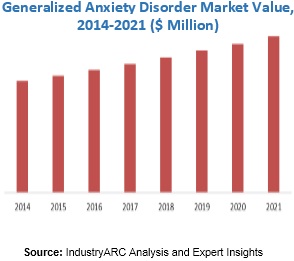 Generalized Anxiety Disorder Market Value,
2014-2021 ($ Million)
2014 2015 2016 2017 2018 2019 2020 2021
Source: IndustryARC Analysis and Expert Insights